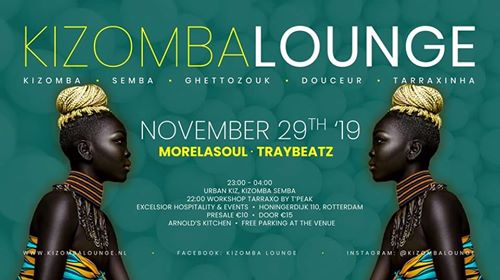 KIZOMBALOUNGE
KIZOMBA • SEMBA • GHETTOZOUK • DOUCEUR • TARRAXINHA
NOVEMBER 29TH '19
MORELASOUL · TRAYBEATZ
23:00 - 04:00
URBAN KIZ, KIZOMBA SEMBA
22:00 WORKSHOP TARRAXO BY T'PEAK
EXCELSIOR HOSPITALITY & EVENTS • HONINGERDIJK 110, ROTTERDAM
PRESALE €10 • DOOR €15
ARNOLD'S KITCHEN • FREE PARKING AT THE VENUE
WWW.KIZOMBALOUNGE.NL • FACEBOOK: KIZOMBA LOUNGE • INSTAGRAM: @KIZOMBALOUNGE